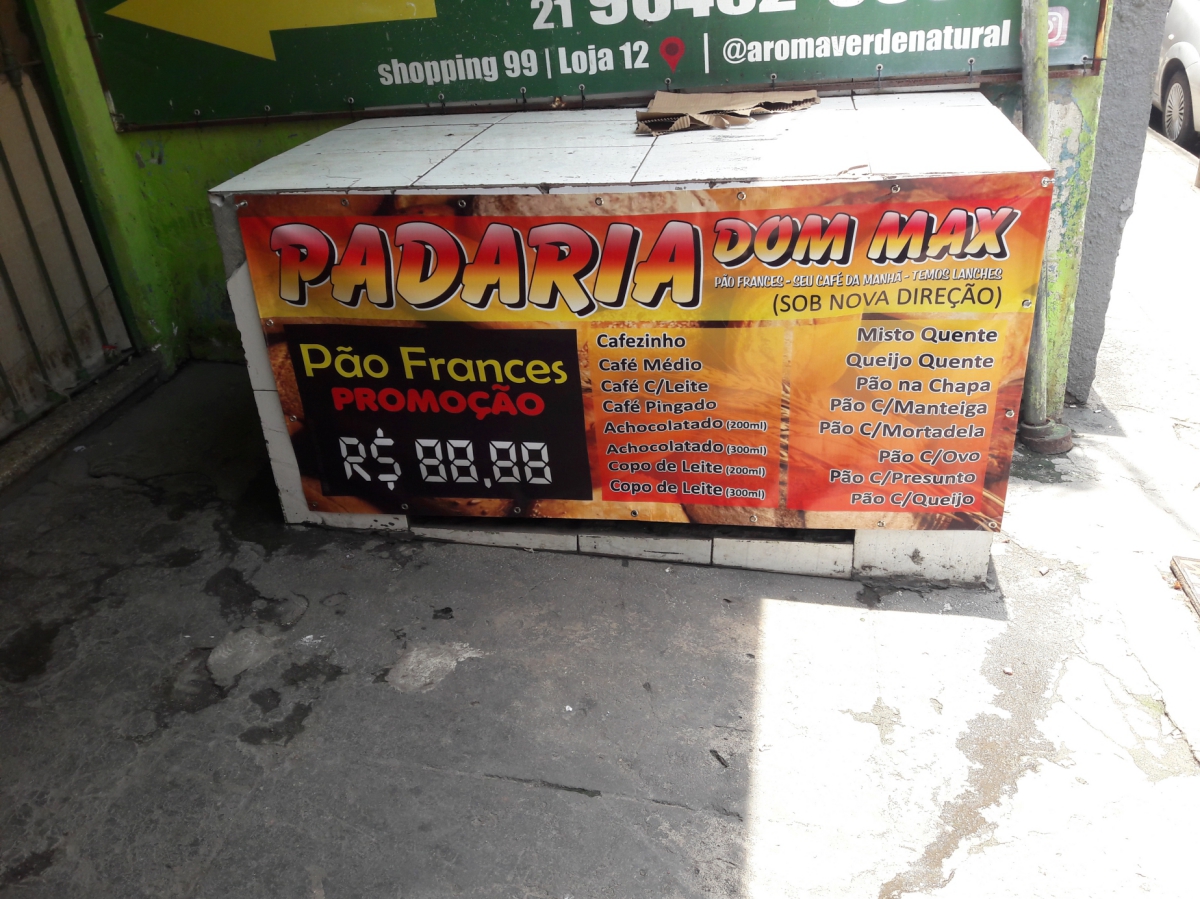 21
shopping 99 | Loja 12 | @aromaverdenatural
PADARIA DOM MAX
PÃO FRANCES - SEU CAFÉ DA MANHÃ - TEMOS LANCHES
(SOB NOVA DIREÇÃO)
Pão Frances
PROMOÇÃO
R$ 88,88
Cafezinho
Café Médio
Café C/Leite
Café Pingado
Achocolatado (200ml)
Achocolatado (300ml)
Copo de Leite (200ml)
Copo de Leite (300ml)
Misto Quente
Queijo Quente
Pão na Chapa
Pão C/Manteiga
Pão C/Mortadela
Pão C/Ovo
Pão C/Presunto
Pão C/Queijo